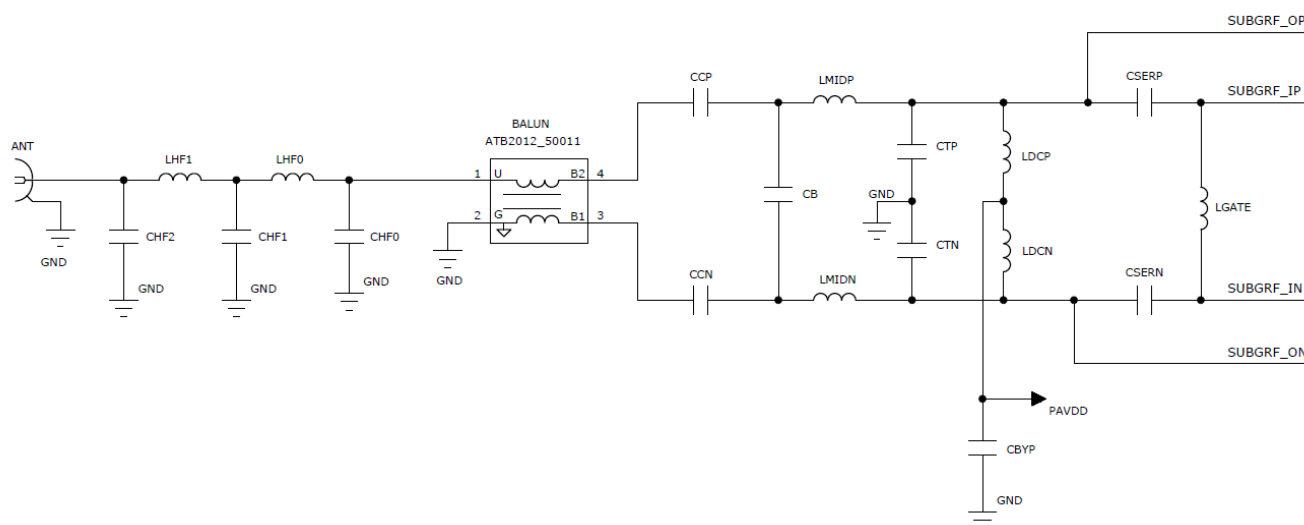 SUBGRF_OP
CCP
LMIDP
CSERP
SUBGRF_IP
BALUN
ATB2012_50011
ANT
LHF1
LHF0
CTP
LDCP
1
U
B2
4
CB
GND
LGATE
2
G
B1
3
CHF2
CHF1
CHF0
GND
GND
CTN
LDCN
CCN
LMIDN
CSERN
SUBGRF_IN
GND
GND
GND
SUBGRF_ON
PAVDD
CBYP
GND